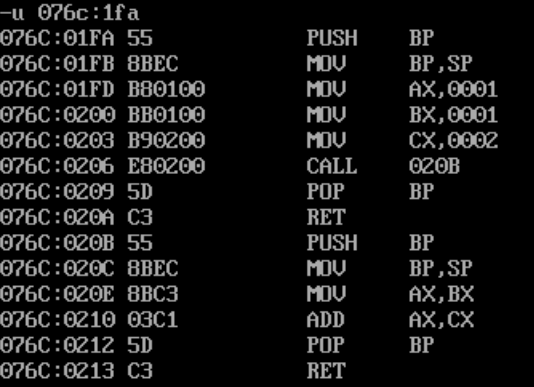 -u 076c:1fa
076C:01FA 55 PUSH BP
076C:01FB 8BEC MOV BP,SP
076C:01FD B80100 MOV AX,0001
076C:0200 BB0100 MOV BX,0001
076C:0203 B90200 MOV CX,0002
076C:0206 E80200 CALL 020B
076C:0209 5D POP BP
076C:020A C3 RET
076C:020B 55 PUSH BP
076C:020C 8BEC MOV BP,SP
076C:020E 8BC3 MOV AX,BX
076C:0210 03C1 ADD AX,CX
076C:0212 5D POP BP
076C:0213 C3 RET